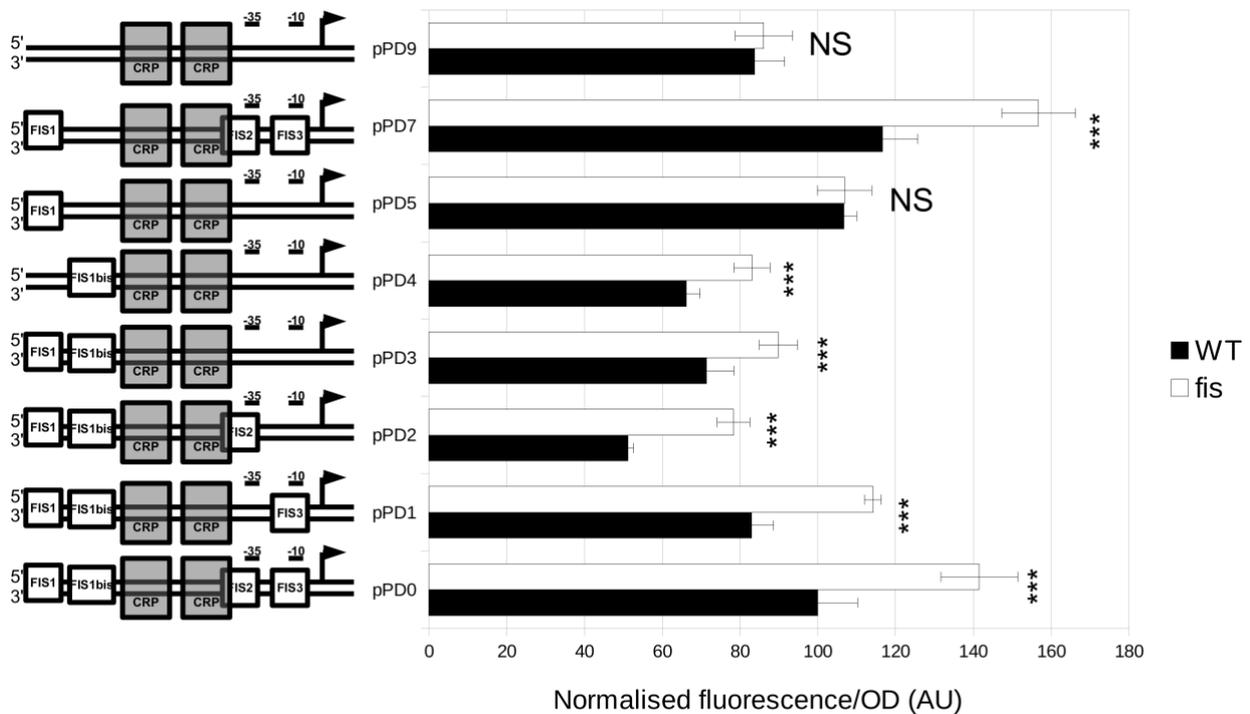 -35 -10
5'
3'
CRP CRP
pPD9
NS
-35 -10
5'
3'
FIS1 CRP CRP FIS2 FIS3
pPD7
***
-35 -10
5'
3'
FIS1 CRP CRP
pPD5
NS
-35 -10
5'
3'
FIS1bis CRP CRP
pPD4
***
-35 -10
5'
3'
FIS1 FIS1bis CRP CRP
pPD3
***
-35 -10
5'
3'
FIS1 FIS1bis CRP CRP FIS2
pPD2
***
-35 -10
5'
3'
FIS1 FIS1bis CRP CRP FIS3
pPD1
***
-35 -10
5'
3'
FIS1 FIS1bis CRP CRP FIS2 FIS3
pPD0
***
WT
fis
0 20 40 60 80 100 120 140 160 180
Normalised fluorescence/OD (AU)